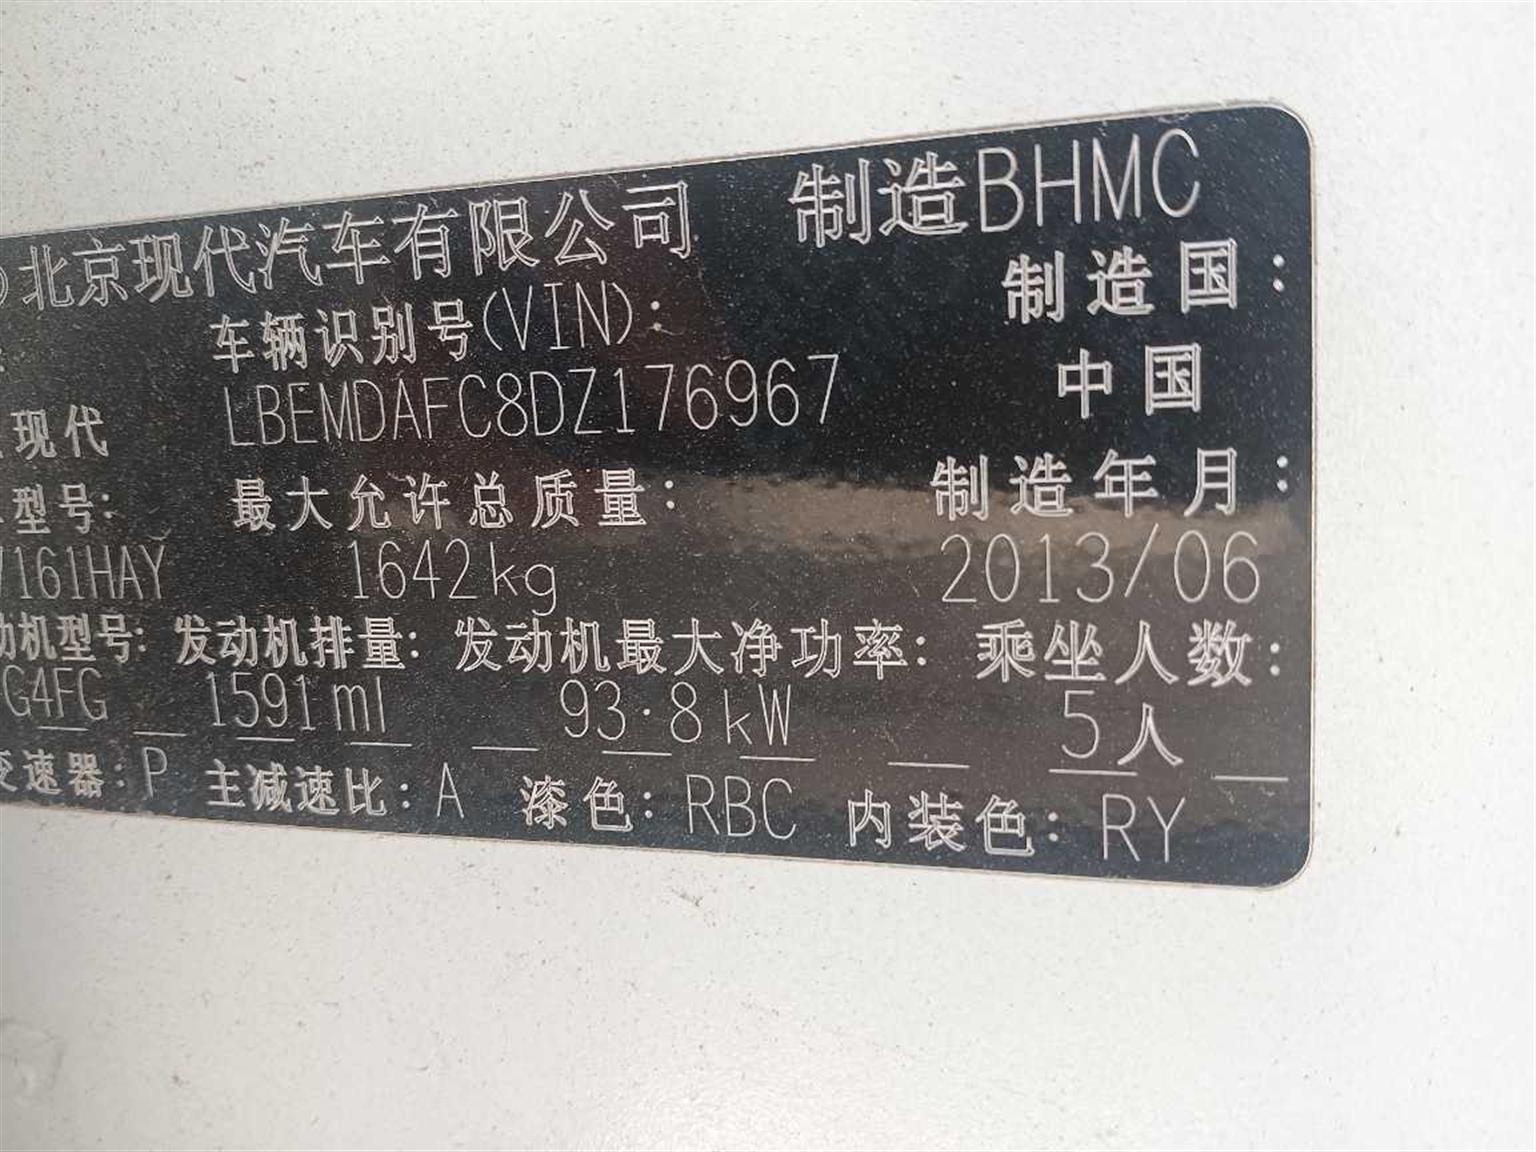 北京现代汽车有限公司 制造BHMC
车辆识别号(VIN): 制造国:
现代 LBEMDAFC8DZ176967 中国
型号: 最大允许总质量: 制造年月:
7161HAY 1642kg 2013/06
动机型号: 发动机排量: 发动机最大净功率: 乘坐人数:
G4FG 1591ml 93.8kW 5人
变速器: P 主减速比: A 漆色: RBC 内装色: RY